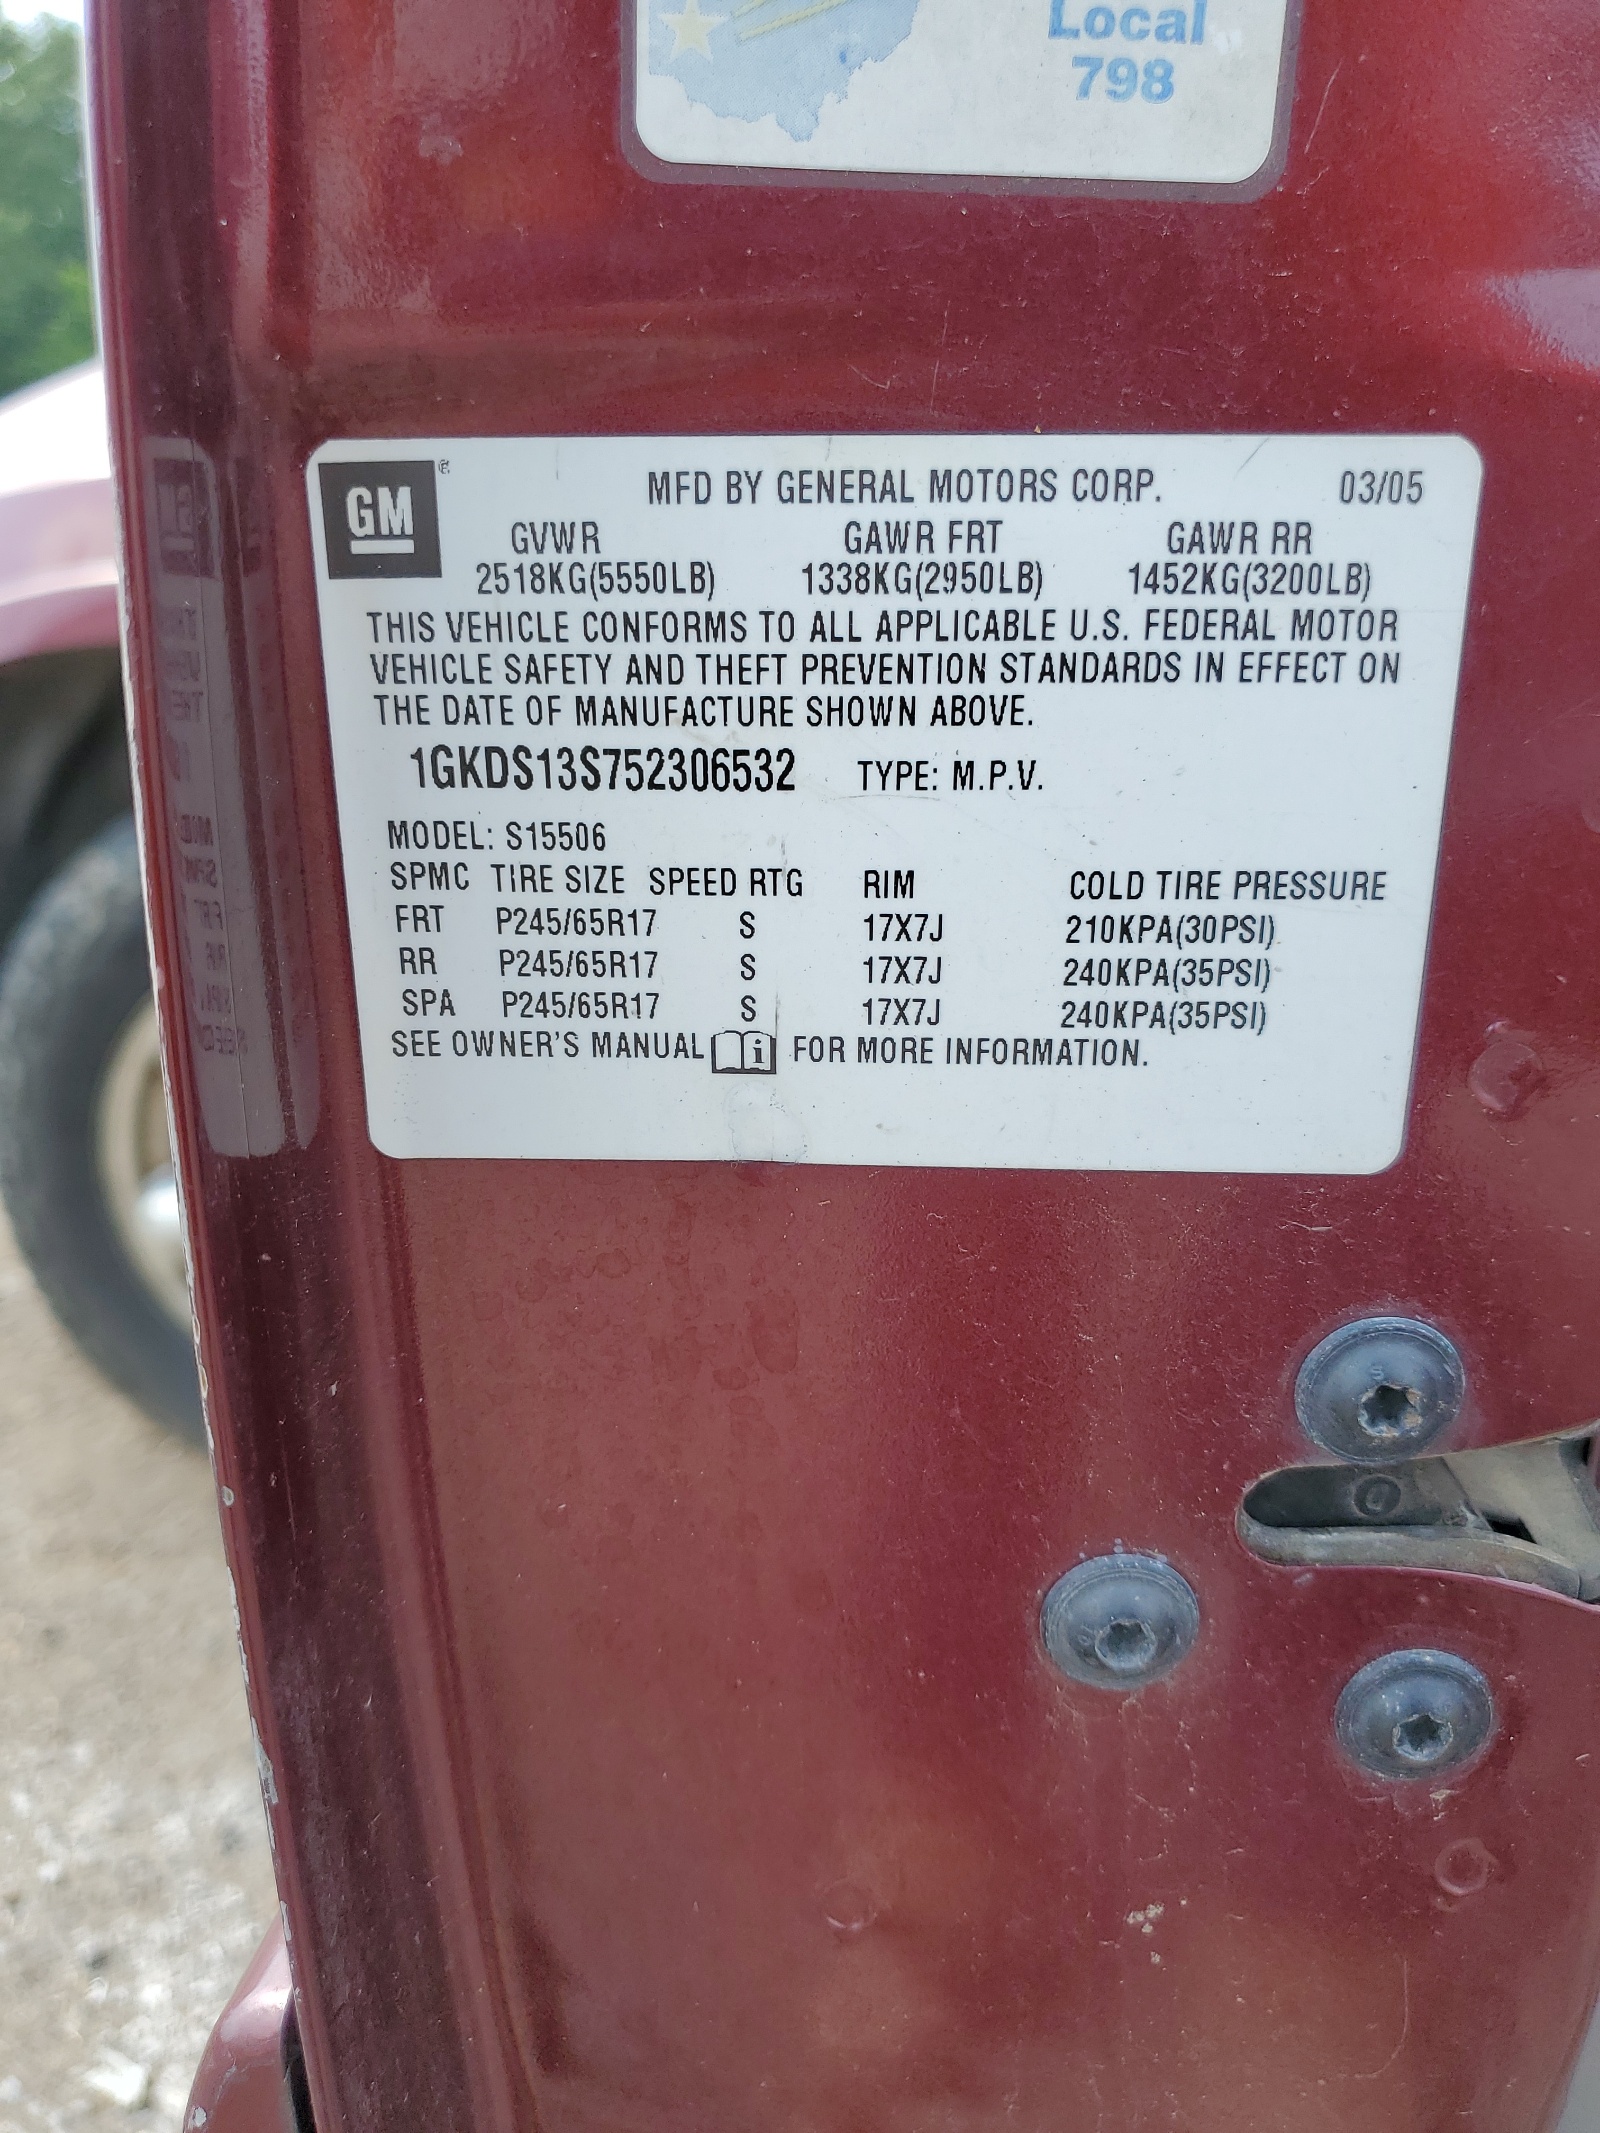 Local
798
GM
MFD BY GENERAL MOTORS CORP. 03/05
GVWR GAWR FRT GAWR RR
2518KG(5550LB) 1338KG(2950LB) 1452KG(3200LB)
THIS VEHICLE CONFORMS TO ALL APPLICABLE U.S. FEDERAL MOTOR
VEHICLE SAFETY AND THEFT PREVENTION STANDARDS IN EFFECT ON
THE DATE OF MANUFACTURE SHOWN ABOVE.
1GKDS13S752306532 TYPE: M.P.V.
MODEL: S15506
SPMC TIRE SIZE SPEED RTG RIM COLD TIRE PRESSURE
FRT P245/65R17 S 17X7J 210KPA(30PSI)
RR P245/65R17 S 17X7J 240KPA(35PSI)
SPA P245/65R17 S 17X7J 240KPA(35PSI)
SEE OWNER'S MANUAL i FOR MORE INFORMATION.